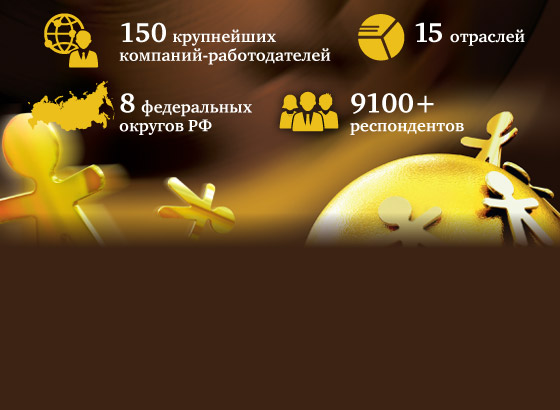 150 крупнейших
компаний-работодателей
15 отраслей
8 федеральных
округов РФ
9100+
респондентов